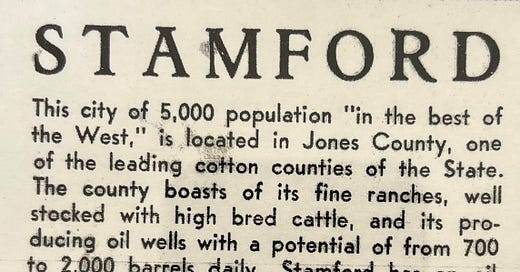 STAMFORD
This city of 5,000 population "in the best of
the West," is located in Jones County, one
of the leading cotton counties of the State.
The county boasts of its fine ranches, well
stocked with high bred cattle, and its pro-
ducing oil wells with a potential of from 700
to 2,000 barrels daily. Stamford has an oil